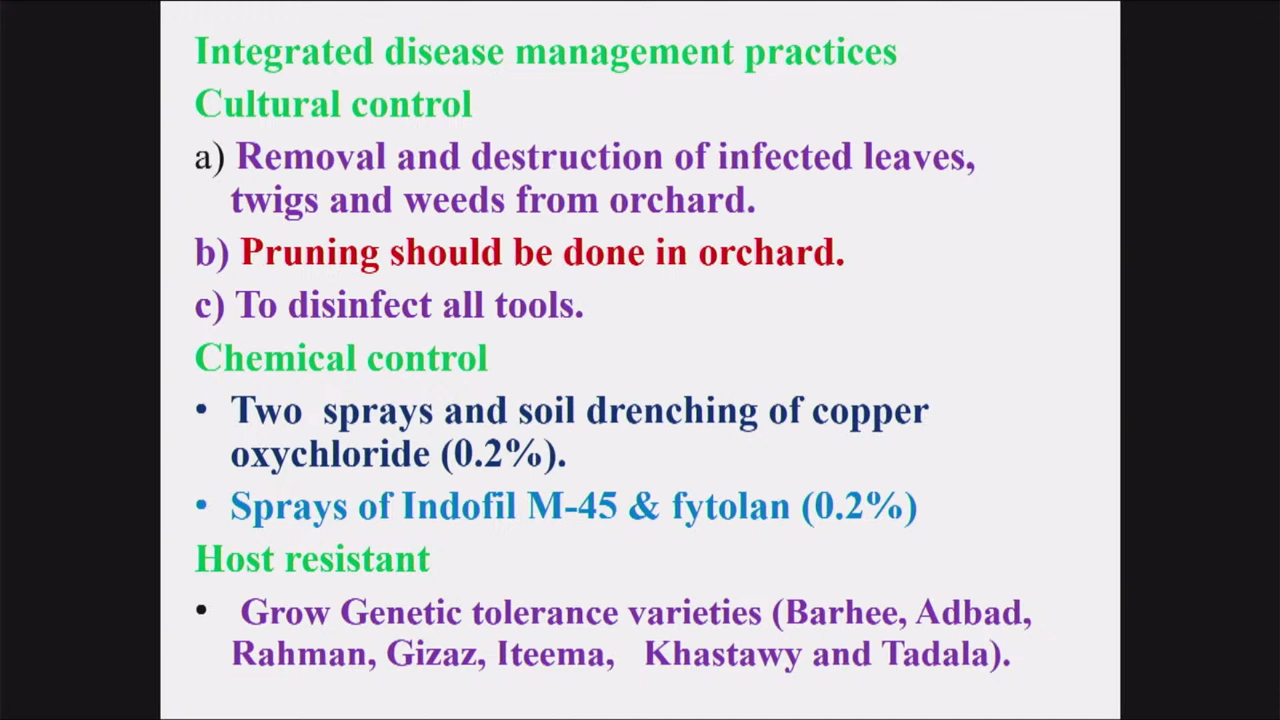 Integrated disease management practices
Cultural control
a) Removal and destruction of infected leaves,
twigs and weeds from orchard.
b) Pruning should be done in orchard.
c) To disinfect all tools.
Chemical control
• Two sprays and soil drenching of copper
oxychloride (0.2%).
• Sprays of Indofil M-45 & fytolan (0.2%)
Host resistant
• Grow Genetic tolerance varieties (Barhee, Adbad,
Rahman, Gizaz, Iteema, Khastawy and Tadala).